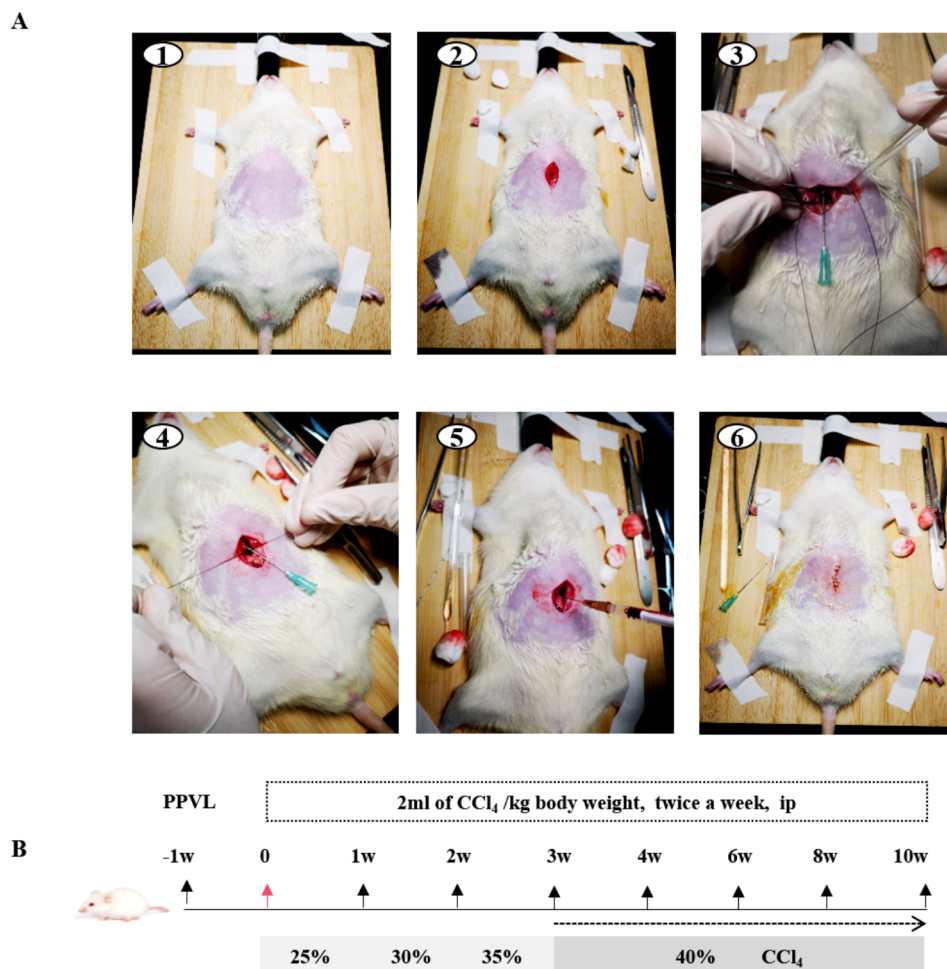 A
1
2
3
4
5
6
PPVL
2ml of CCl₄ /kg body weight, twice a week, ip
B
-1w 0 1w 2w 3w 4w 6w 8w 10w
25% 30% 35% 40% CCl₄